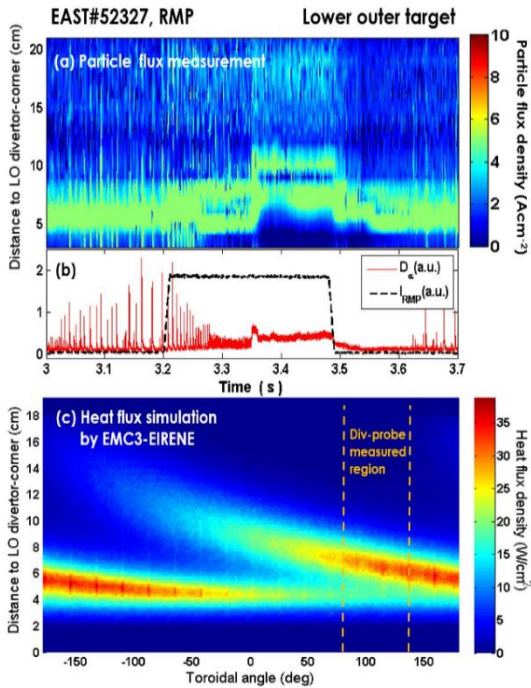 EAST#52327, RMP Lower outer target
(a) Particle flux measurement
Distance to LO divertor-corner (cm)
20
15
10
5
10
8
6
4
2
0
Particle flux density (Acm⁻²)
(b)
2
1
0
D_α(a.u.)
I_RMP(a.u.)
3 3.1 3.2 3.3 3.4 3.5 3.6 3.7
Time ( s )
(c) Heat flux simulation
by EMC3-EIRENE
Div-probe
measured
region
Distance to LO divertor-corner (cm)
18
16
14
12
10
8
6
4
2
0
-150 -100 -50 0 50 100 150
Toroidal angle (deg)
35
30
25
20
15
10
5
0
Heat flux density (W/cm²)